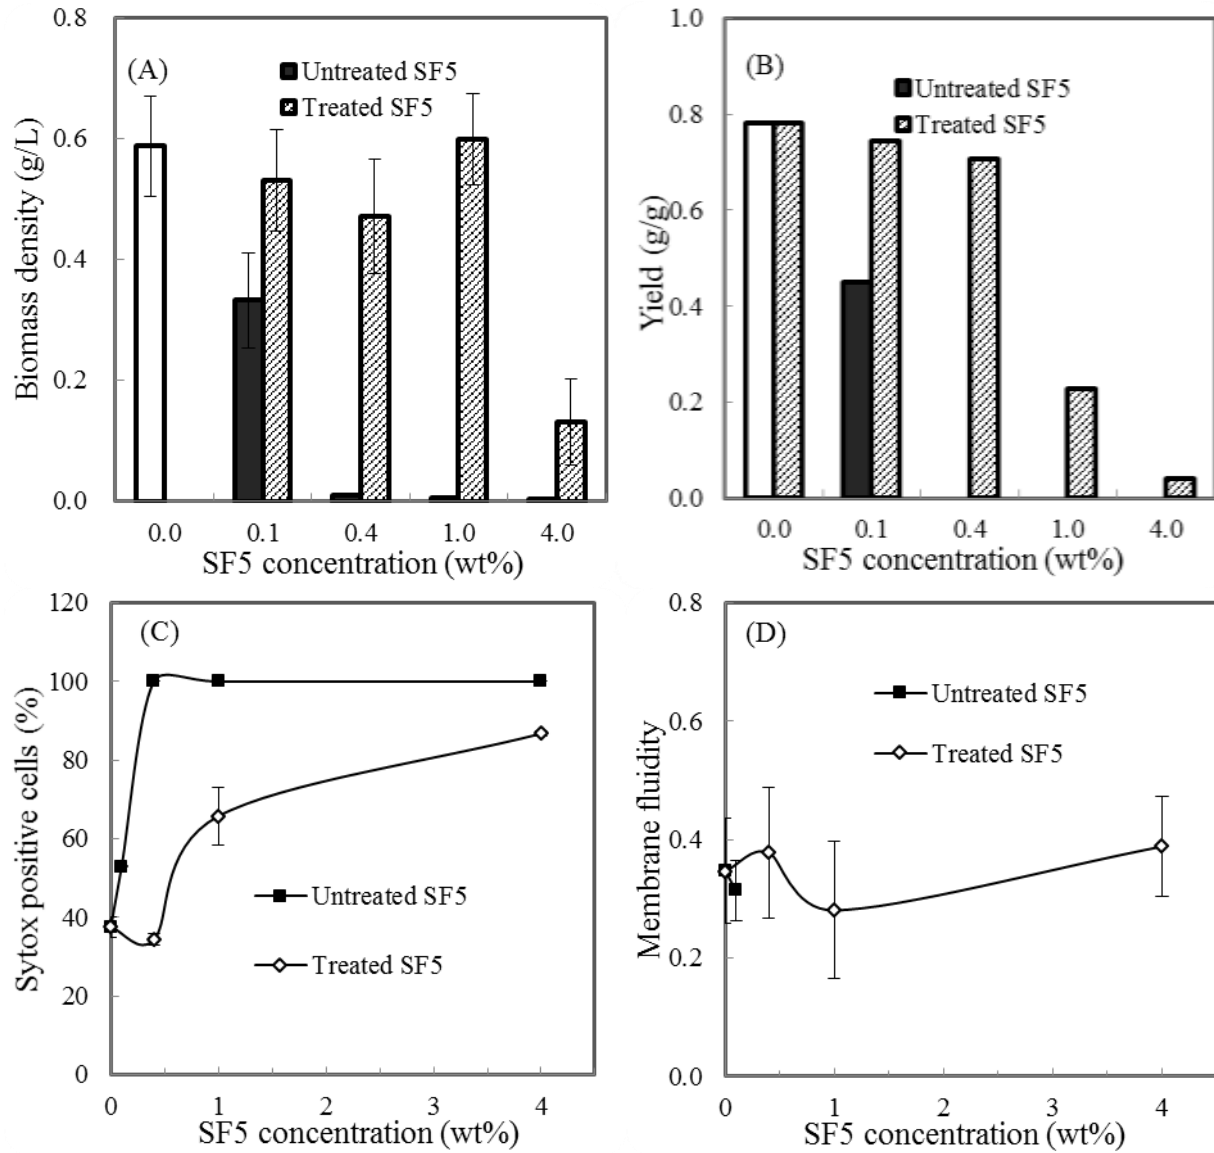 (A)
Untreated SF5
Treated SF5
Biomass density (g/L)
0.8
0.6
0.4
0.2
0.0
0.0 0.1 0.4 1.0 4.0
SF5 concentration (wt%)
(B)
Untreated SF5
Treated SF5
Yield (g/g)
1.0
0.8
0.6
0.4
0.2
0.0
0.0 0.1 0.4 1.0 4.0
SF5 concentration (wt%)
(C)
Untreated SF5
Treated SF5
Sytox positive cells (%)
120
100
80
60
40
20
0
0 1 2 3 4
SF5 concentration (wt%)
(D)
Untreated SF5
Treated SF5
Membrane fluidity
0.8
0.6
0.4
0.2
0.0
0 1 2 3 4
SF5 concentration (wt%)